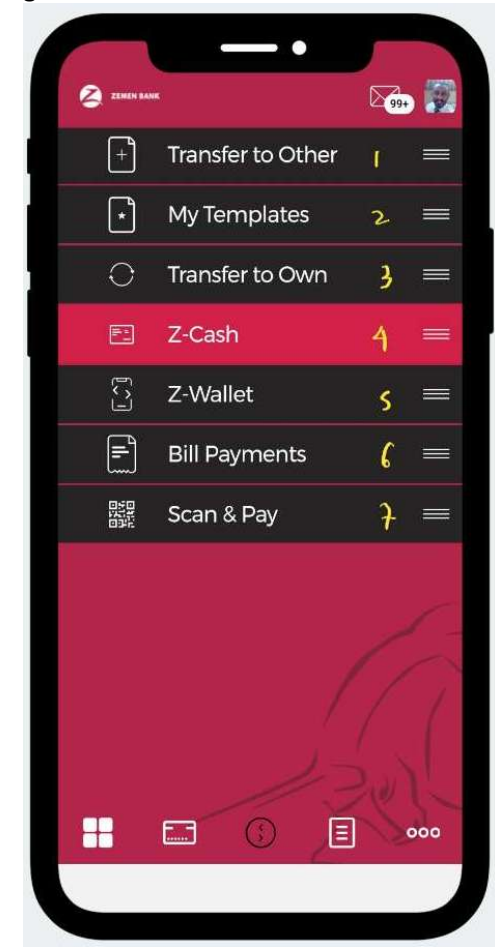 ZEMEN BANK
99+
Transfer to Other 1
My Templates 2
Transfer to Own 3
Z-Cash 4
Z-Wallet 5
Bill Payments 6
Scan & Pay 7